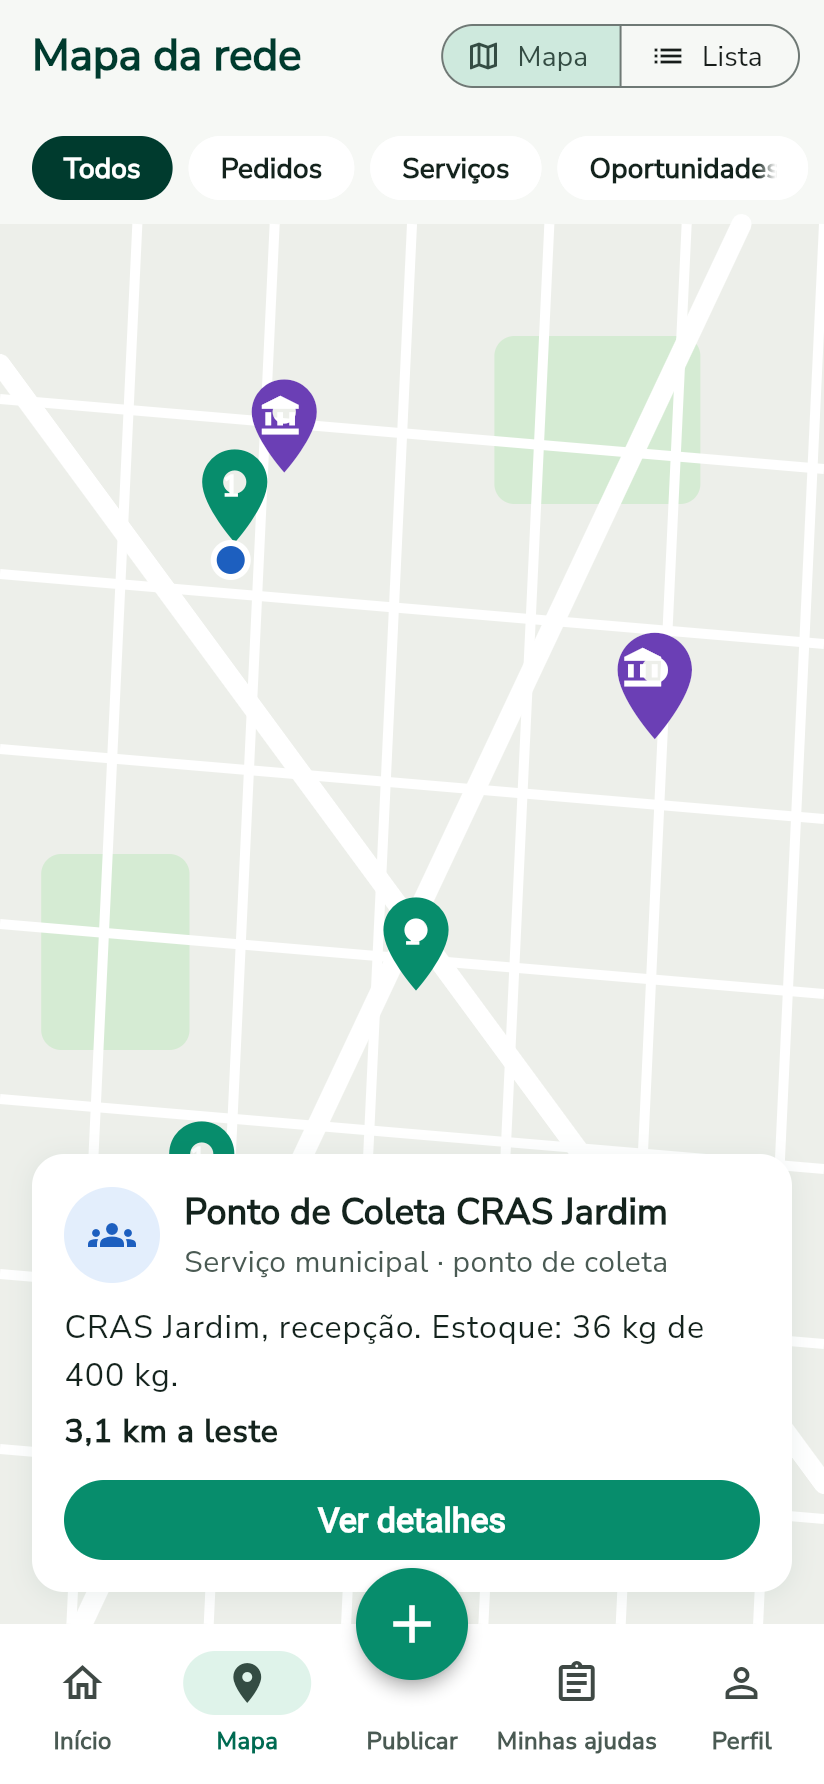 Mapa da rede
Mapa
Lista
Todos
Pedidos
Serviços
Oportunidades
Ponto de Coleta CRAS Jardim
Serviço municipal · ponto de coleta
CRAS Jardim, recepção. Estoque: 36 kg de
400 kg.
3,1 km a leste
Ver detalhes
Início
Mapa
Publicar
Minhas ajudas
Perfil